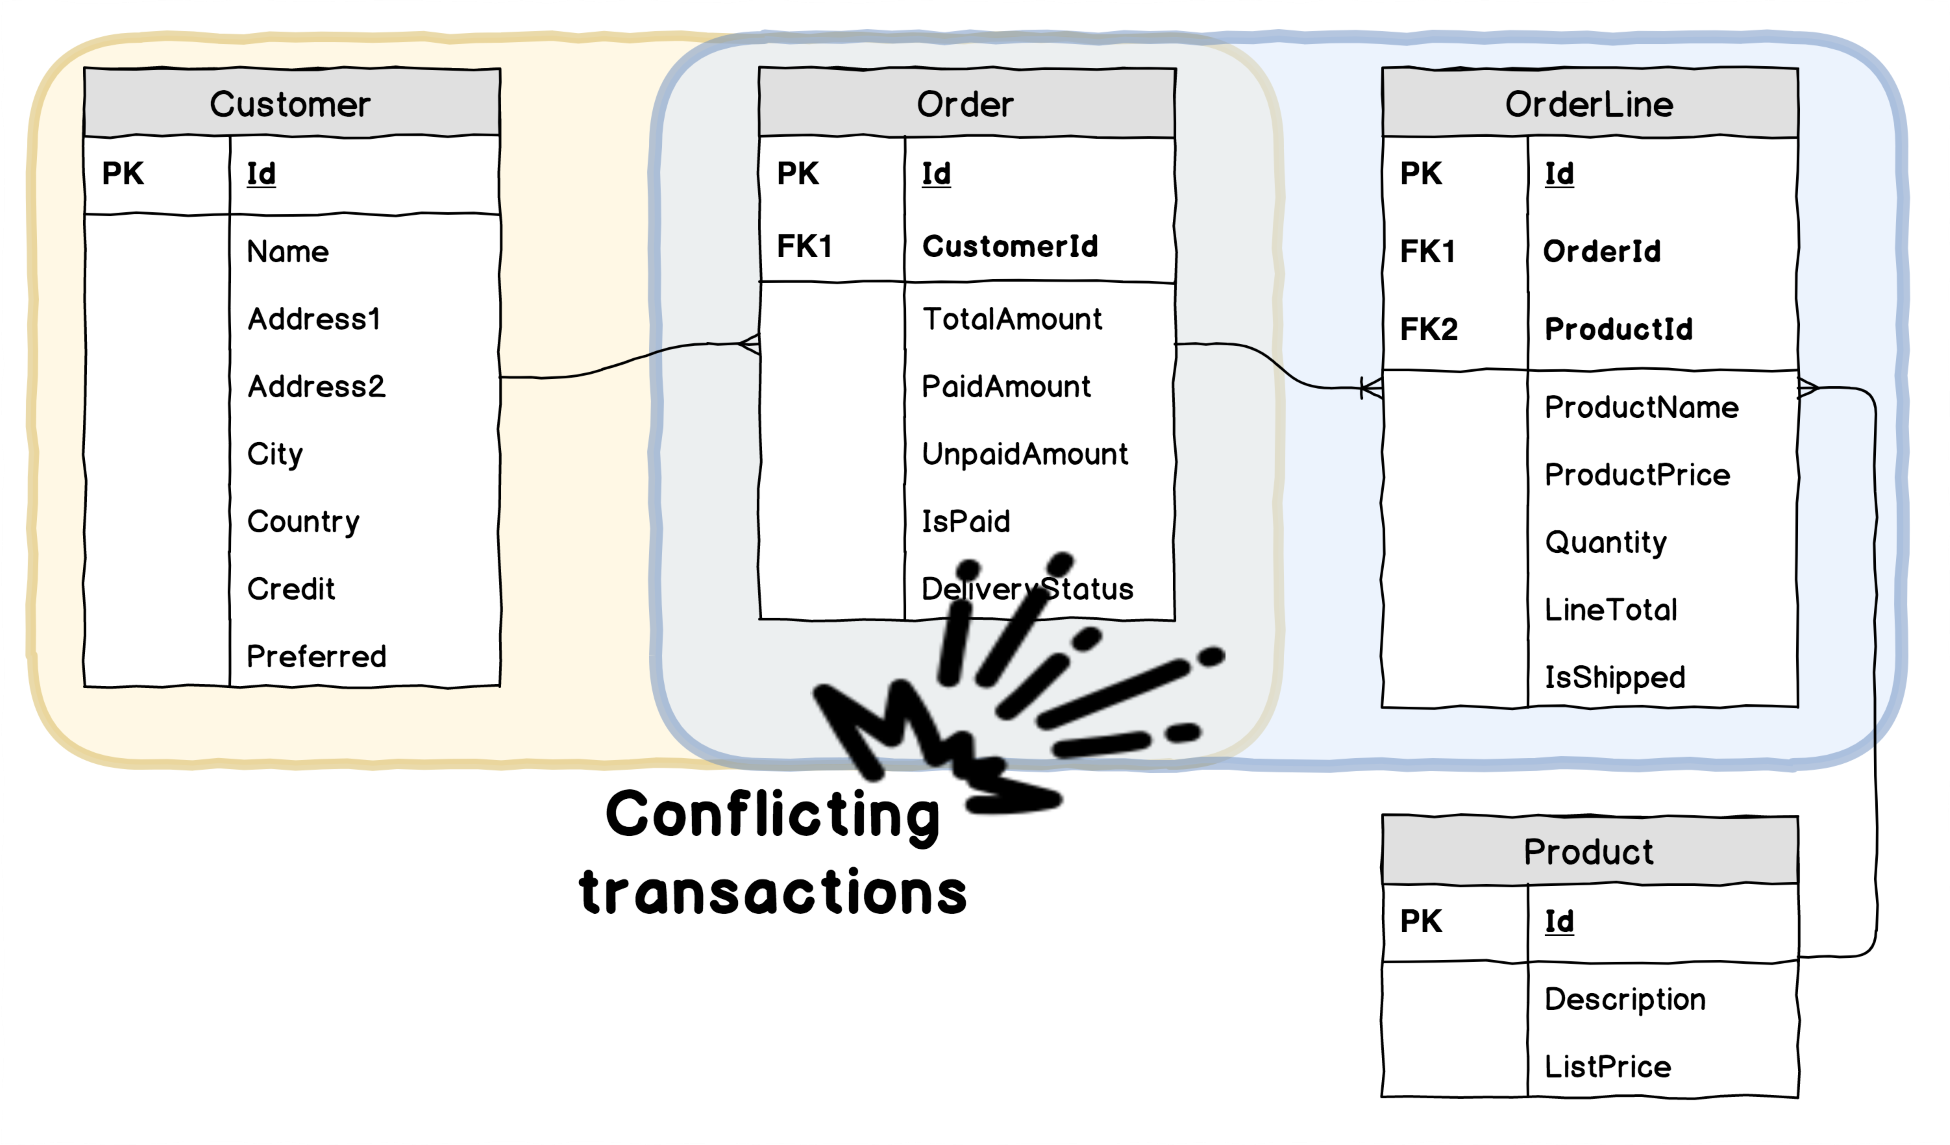 Customer
PK Id
Name
Address1
Address2
City
Country
Credit
Preferred
Order
PK Id
FK1 CustomerId
TotalAmount
PaidAmount
UnpaidAmount
IsPaid
DeliveryStatus
OrderLine
PK Id
FK1 OrderId
FK2 ProductId
ProductName
ProductPrice
Quantity
LineTotal
IsShipped
Conflicting
transactions
Product
PK Id
Description
ListPrice